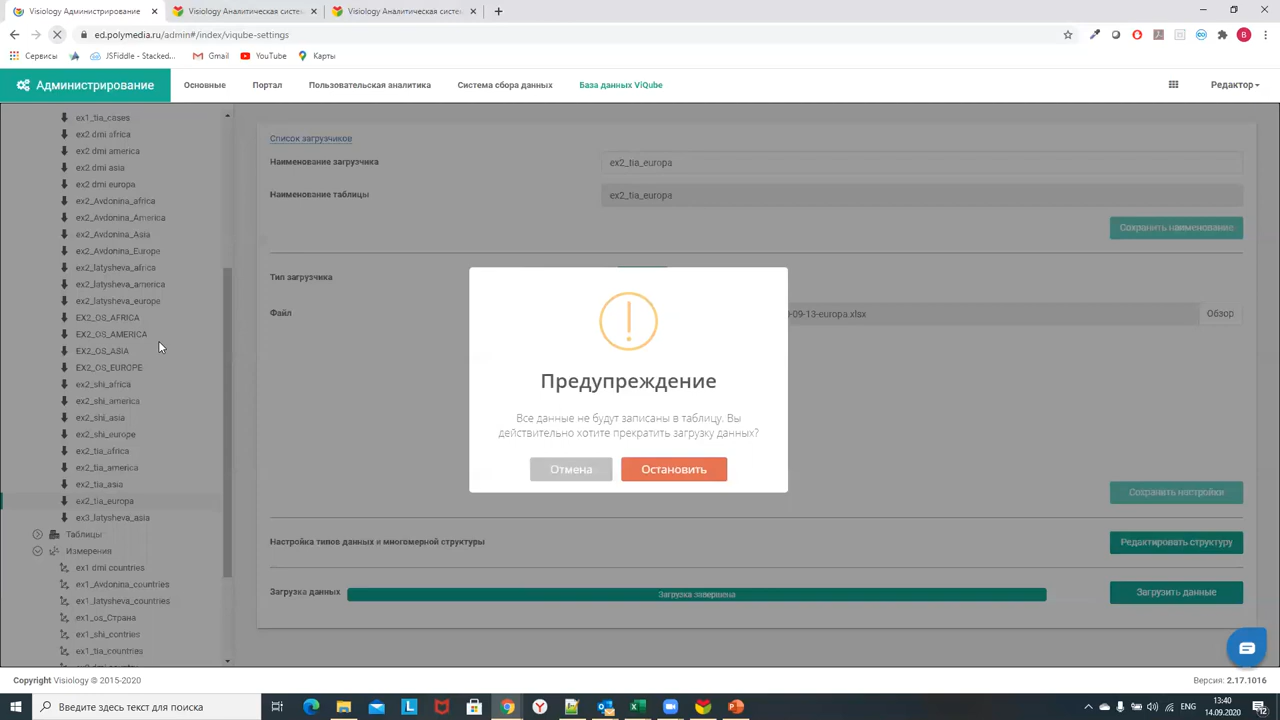 Visiology Администрирование
Visiology Аналитическая систем
Visiology Аналитическая систем
ed.polymedia.ru/admin#/index/viqube-settings
Сервисы
JSFiddle - Stacked...
Gmail
YouTube
Карты
Администрирование
Основные
Портал
Пользовательская аналитика
Система сбора данных
База данных ViQube
Редактор
ex1_tia_cases
ex2 dmi africa
ex2 dmi america
ex2 dmi asia
ex2 dmi europa
ex2_Avdonina_africa
ex2_Avdonina_America
ex2_Avdonina_Asia
ex2_Avdonina_Europe
ex2_latysheva_africa
ex2_latysheva_america
ex2_latysheva_europe
EX2_OS_AFRICA
EX2_OS_AMERICA
EX2_OS_ASIA
EX2_OS_EUROPE
ex2_shi_africa
ex2_shi_america
ex2_shi_asia
ex2_shi_europe
ex2_tia_africa
ex2_tia_america
ex2_tia_asia
ex2_tia_europa
ex3_latysheva_asia
Таблицы
Измерения
ex1 dmi countries
ex1_Avdonina_countries
ex1_latysheva_countries
ex1_os_Страна
ex1_shi_contries
ex1_tia_countries
Список загрузчиков
Наименование загрузчика
ex2_tia_europa
Наименование таблицы
ex2_tia_europa
Сохранить наименование
Тип загрузчика
Файл
-09-13-europa.xlsx
Обзор
Предупреждение
Все данные не будут записаны в таблицу. Вы
действительно хотите прекратить загрузку данных?
Отмена
Остановить
Сохранить настройки
Настройка типов данных и многомерной структуры
Редактировать структуру
Загрузка данных
Загрузка завершена
Загрузить данные
Copyright Visiology © 2015-2020
Версия: 2.17.1016
Введите здесь текст для поиска
13:40
РУС
14.09.2020
12